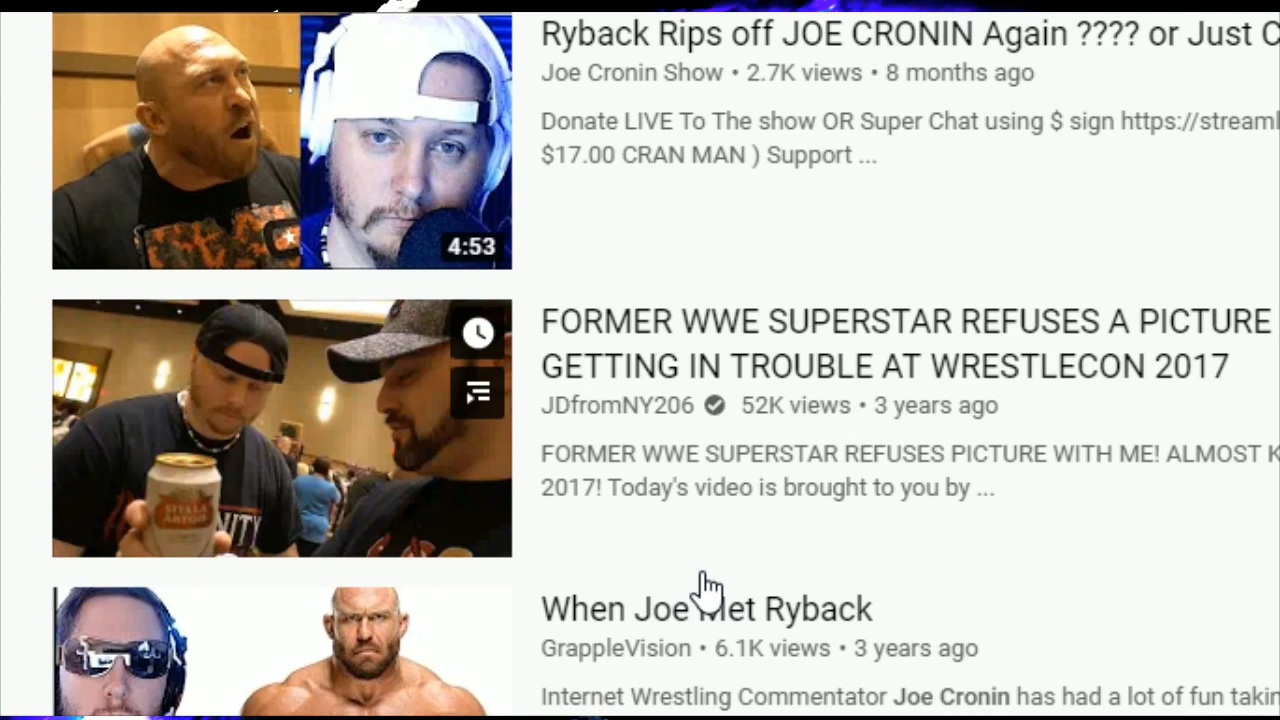 Ryback Rips off JOE CRONIN Again ???? or Just C
Joe Cronin Show • 2.7K views • 8 months ago
Donate LIVE To The show OR Super Chat using $ sign https://streaml
$17.00 CRAN MAN ) Support ...
4:53
FORMER WWE SUPERSTAR REFUSES A PICTURE
GETTING IN TROUBLE AT WRESTLECON 2017
JDfromNY206 52K views • 3 years ago
FORMER WWE SUPERSTAR REFUSES PICTURE WITH ME! ALMOST K
2017! Today's video is brought to you by ...
STELLA
ARTOIS
NITY
When Joe Met Ryback
GrappleVision • 6.1K views • 3 years ago
Internet Wrestling Commentator Joe Cronin has had a lot of fun takin